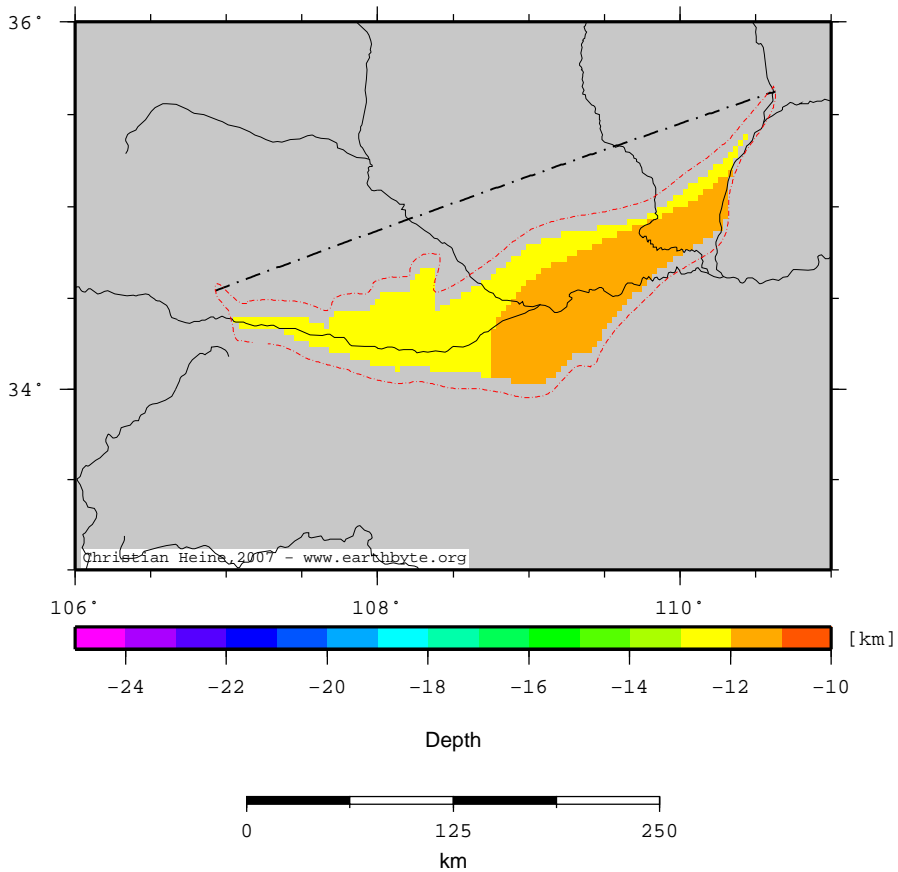 36°
34°
Christian Heine, 2007 - www.earthbyte.org
106° 108° 110°
[km]
-24 -22 -20 -18 -16 -14 -12 -10
Depth
0 125 250
km